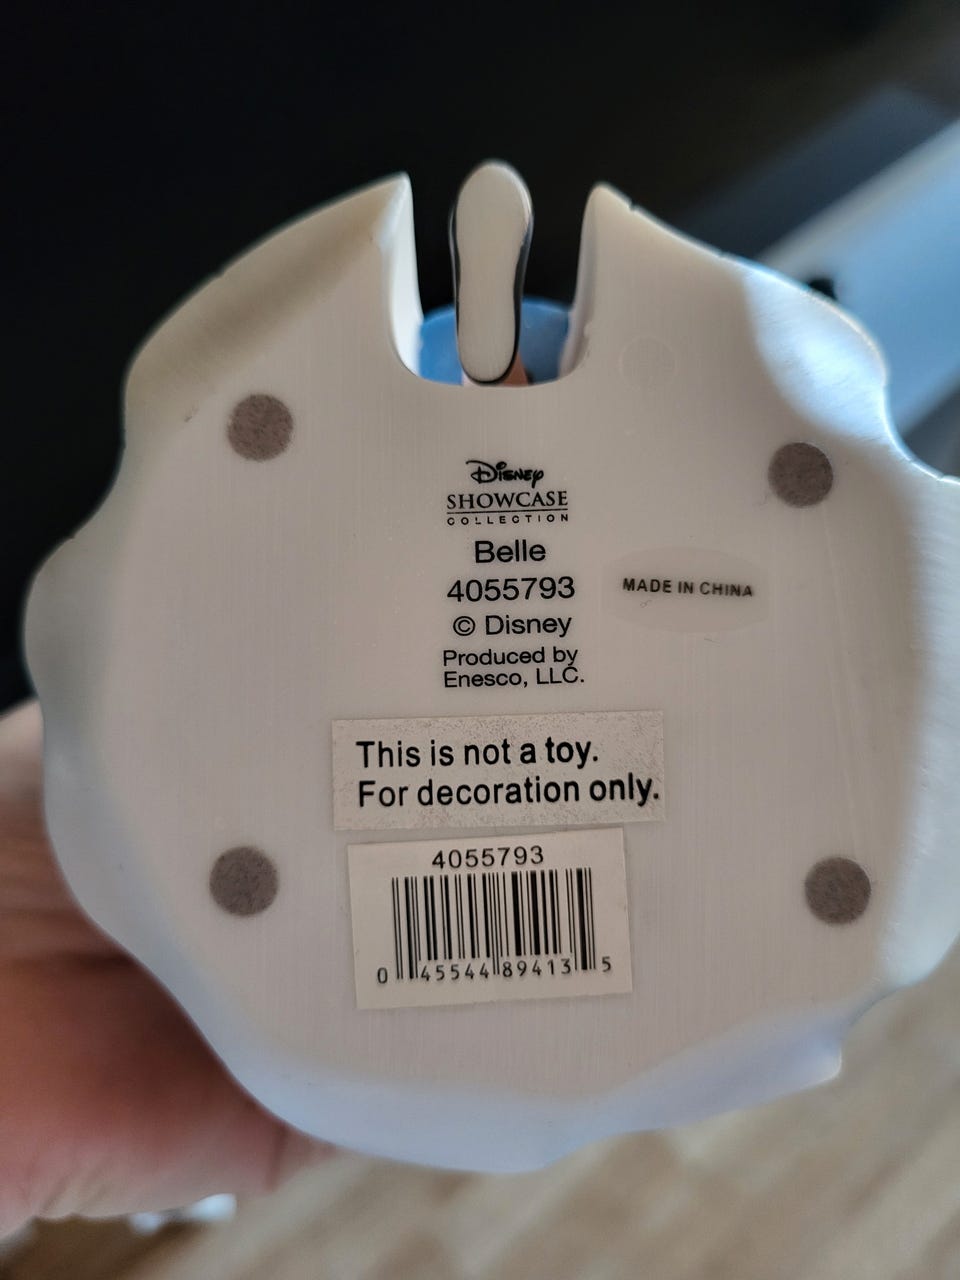 Disney
SHOWCASE
COLLECTION
Belle
4055793
© Disney
Produced by
Enesco, LLC.
MADE IN CHINA
This is not a toy.
For decoration only.
4055793
0 45544 89413 5